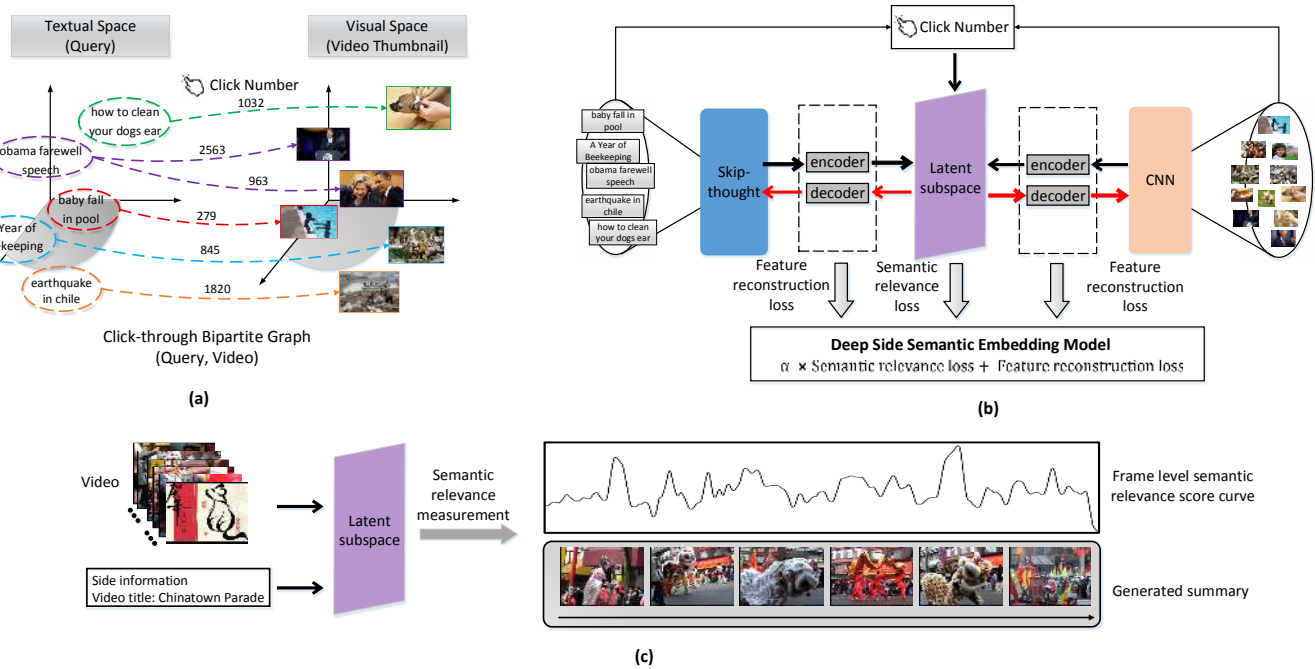 Textual Space
(Query)
Visual Space
(Video Thumbnail)
Click Number
how to clean
your dogs ear
1032
obama farewell
speech
2563
963
baby fall
in pool
279
Year of
keeping
845
earthquake
in chile
1820
Click-through Bipartite Graph
(Query, Video)
(a)
Click Number
baby fall in
pool
A Year of
Beekeeping
obama farewell
speech
earthquake in
chile
how to clean
your dogs ear
Skip-
thought
encoder
decoder
Latent
subspace
encoder
decoder
CNN
Feature
reconstruction
loss
Semantic
relevance
loss
Feature
reconstruction
loss
Deep Side Semantic Embedding Model
α × Semantic relevance loss + Feature reconstruction loss
(b)
Video
Side information
Video title: Chinatown Parade
Latent
subspace
Semantic
relevance
measurement
Frame level semantic
relevance score curve
Generated summary
(c)